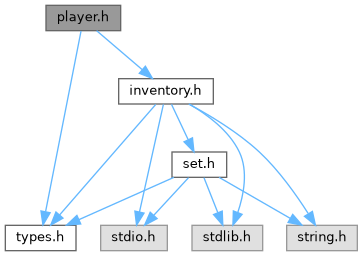 player.h
inventory.h
set.h
types.h
stdio.h
stdlib.h
string.h